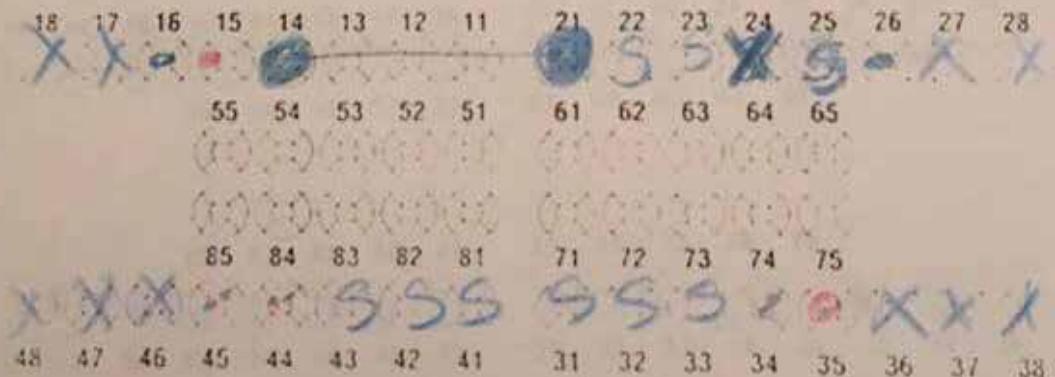 18 17 16 15 14 13 12 11 21 22 23 24 25 26 27 28
X X S S X S X X
55 54 53 52 51 61 62 63 64 65
85 84 83 82 81 71 72 73 74 75
X X X S S S S S S X X X
48 47 46 45 44 43 42 41 31 32 33 34 35 36 37 38